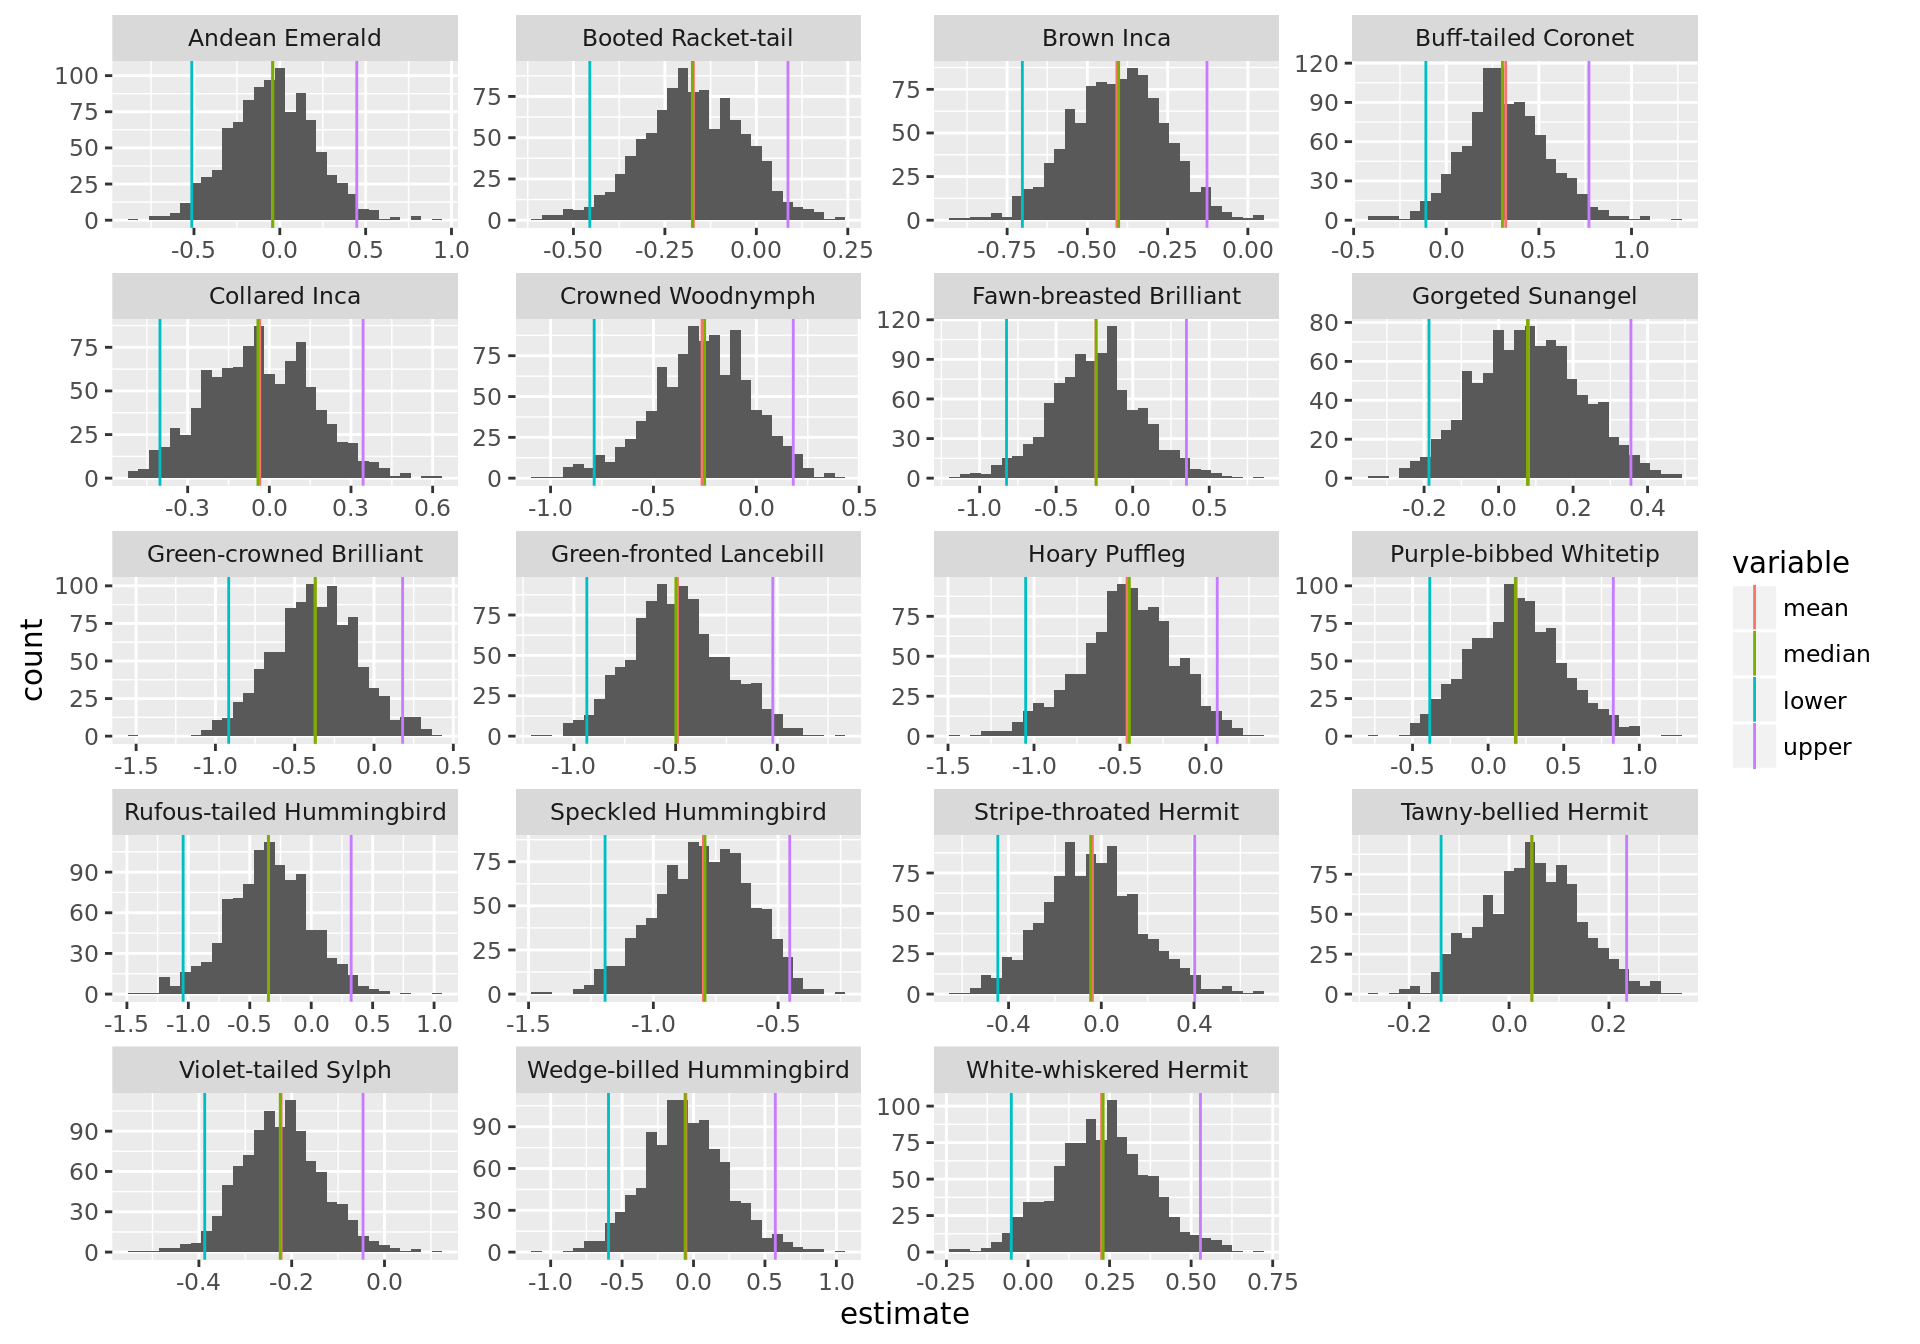 Andean Emerald Booted Racket-tail Brown Inca Buff-tailed Coronet
100 75 50 25 0
75 50 25 0
75 50 25 0
120 90 60 30 0
-0.5 0.0 0.5 1.0 -0.50 -0.25 0.00 0.25 -0.75 -0.50 -0.25 0.00 -0.5 0.0 0.5 1.0
Collared Inca Crowned Woodnymph Fawn-breasted Brilliant Gorgeted Sunangel
75 50 25 0
75 50 25 0
120 90 60 30 0
80 60 40 20 0
-0.3 0.0 0.3 0.6 -1.0 -0.5 0.0 0.5 -1.0 -0.5 0.0 0.5 -0.2 0.0 0.2 0.4
Green-crowned Brilliant Green-fronted Lancebill Hoary Puffleg Purple-bibbed Whitetip
100 75 50 25 0
75 50 25 0
75 50 25 0
100 75 50 25 0
-1.5 -1.0 -0.5 0.0 0.5 -1.0 -0.5 0.0 -1.5 -1.0 -0.5 0.0 -0.5 0.0 0.5 1.0
Rufous-tailed Hummingbird Speckled Hummingbird Stripe-throated Hermit Tawny-bellied Hermit
90 60 30 0
75 50 25 0
75 50 25 0
75 50 25 0
-1.5 -1.0 -0.5 0.0 0.5 1.0 -1.5 -1.0 -0.5 -0.4 0.0 0.4 -0.2 0.0 0.2
Violet-tailed Sylph Wedge-billed Hummingbird White-whiskered Hermit
90 60 30 0
90 60 30 0
100 75 50 25 0
-0.4 -0.2 0.0 -1.0 -0.5 0.0 0.5 1.0 -0.25 0.00 0.25 0.50 0.75
count
estimate
variable
mean
median
lower
upper